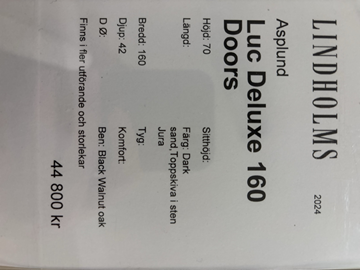 LINDHOLMS
2024
Asplund
Luc Deluxe 160
Doors
Höjd: 70
Sitthöjd:
Längd:
Färg: Dark
sand,Toppskiva i sten
Jura
Bredd: 160
Tyg:
Djup: 42
Komfort:
D Ø:
Ben: Black Walnut oak
Finns i fler utförande och storlekar
44 800 kr